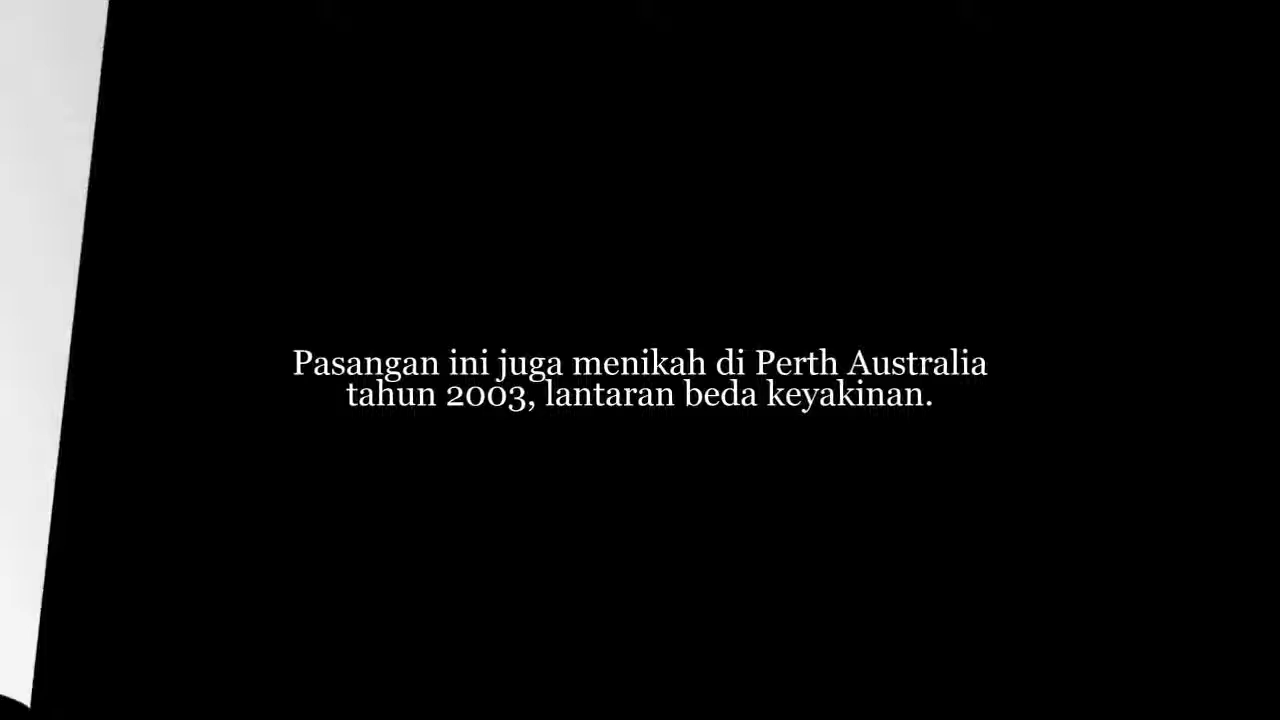 Pasangan ini juga menikah di Perth Australia
tahun 2003, lantaran beda keyakinan.